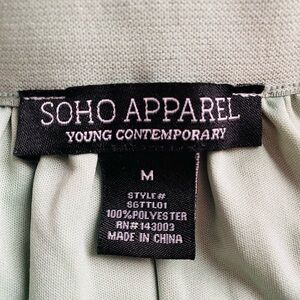 SOHO APPAREL
YOUNG CONTEMPORARY
M
STYLE#
SGTTL01
100%POLYESTER
RN#143003
MADE IN CHINA